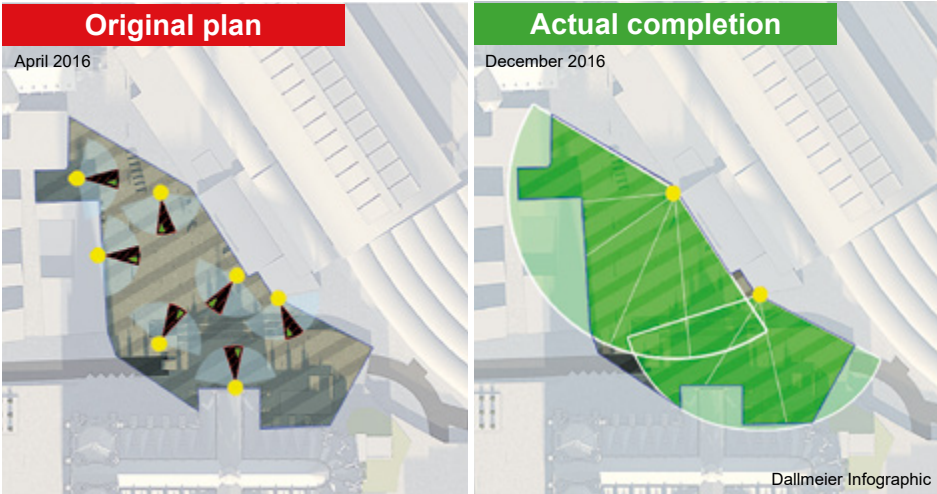 Original plan
April 2016
Actual completion
December 2016
Dallmeier Infographic